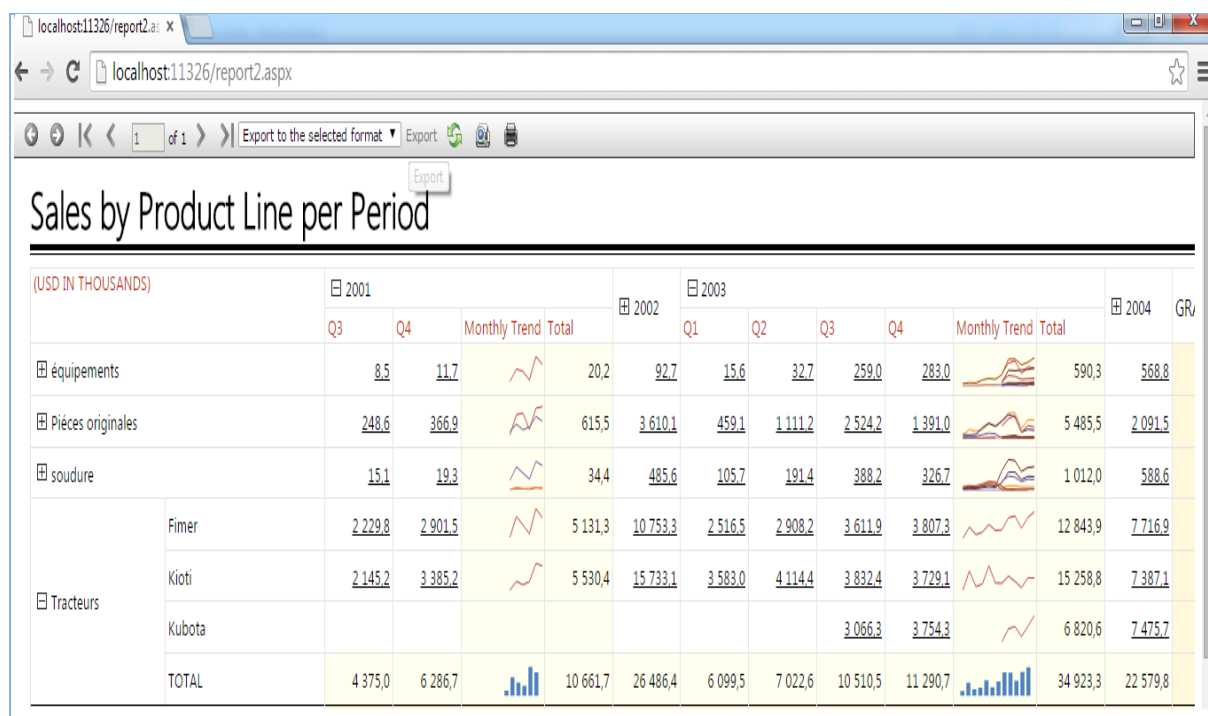 localhost:11326/report2.as x
localhost:11326/report2.aspx
1 of 1 Export to the selected format Export
Export
Sales by Product Line per Period
(USD IN THOUSANDS) 2001 2002 2003 2004 GRA
Q3 Q4 Monthly Trend Total Q1 Q2 Q3 Q4 Monthly Trend Total
équipements 8,5 11,7 20,2 92,7 15,6 32,7 259,0 283,0 590,3 568,8
Piéces originales 248,6 366,9 615,5 3 610,1 459,1 1 111,2 2 524,2 1 391,0 5 485,5 2 091,5
soudure 15,1 19,3 34,4 485,6 105,7 191,4 388,2 326,7 1 012,0 588,6
Tracteurs
Fimer 2 229,8 2 901,5 5 131,3 10 753,3 2 516,5 2 908,2 3 611,9 3 807,3 12 843,9 7 716,9
Kioti 2 145,2 3 385,2 5 530,4 15 733,1 3 583,0 4 114,4 3 832,4 3 729,1 15 258,8 7 387,1
Kubota 3 066,3 3 754,3 6 820,6 7 475,7
TOTAL 4 375,0 6 286,7 10 661,7 26 486,4 6 099,5 7 022,6 10 510,5 11 290,7 34 923,3 22 579,8